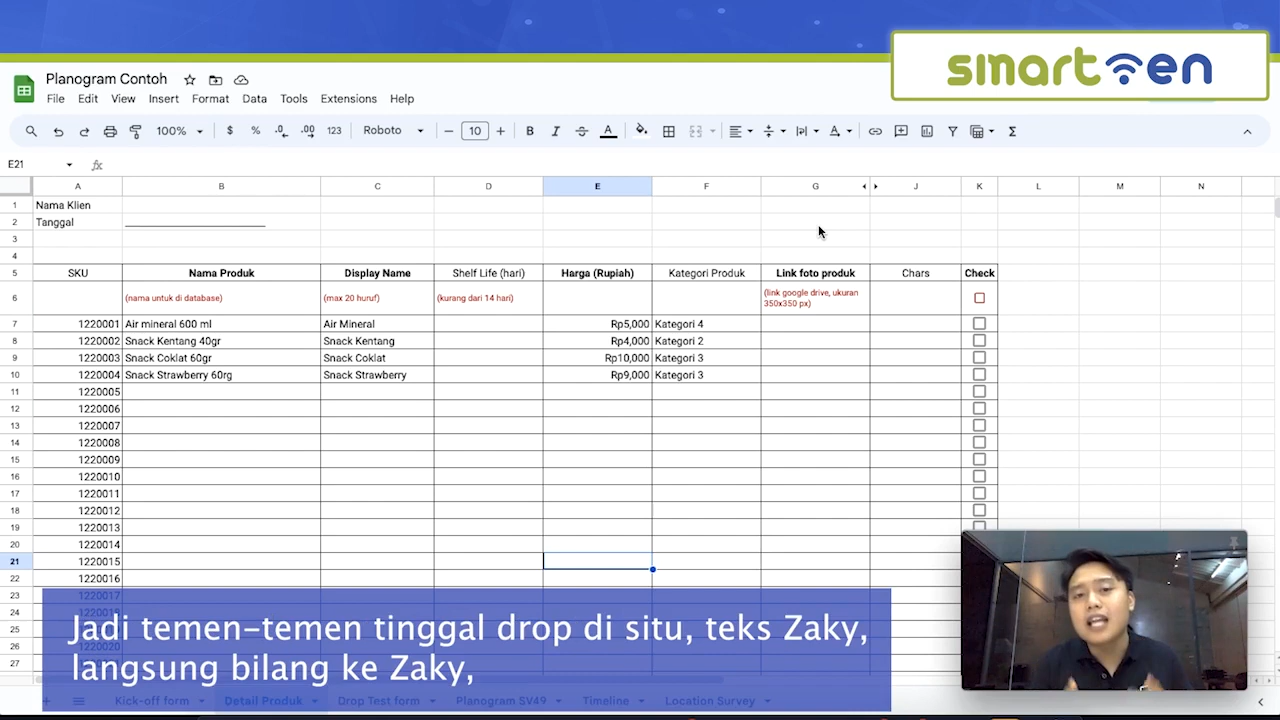 smarten
Planogram Contoh
File Edit View Insert Format Data Tools Extensions Help
100% $ % .0 .00 123 Roboto 10 B I A Σ
E21 fx
A B C D E F G J K L M N
1 Nama Klien
2 Tanggal
3
4
5 SKU Nama Produk Display Name Shelf Life (hari) Harga (Rupiah) Kategori Produk Link foto produk Chars Check
6 (nama untuk di database) (max 20 huruf) (kurang dari 14 hari) (link google drive, ukuran
350x350 px)
7 1220001 Air mineral 600 ml Air Mineral Rp5,000 Kategori 4
8 1220002 Snack Kentang 40gr Snack Kentang Rp4,000 Kategori 2
9 1220003 Snack Coklat 60gr Snack Coklat Rp10,000 Kategori 3
10 1220004 Snack Strawberry 60rg Snack Strawberry Rp9,000 Kategori 3
11 1220005
12 1220006
13 1220007
14 1220008
15 1220009
16 1220010
17 1220011
18 1220012
19 1220013
20 1220014
21 1220015
22 1220016
23 1220017
24
25
26 1220020
27
Jadi temen-temen tinggal drop di situ, teks Zaky,
langsung bilang ke Zaky,
Kick-off form Detail Produk Drop Test form Planogram SV49 Timeline Location Survey